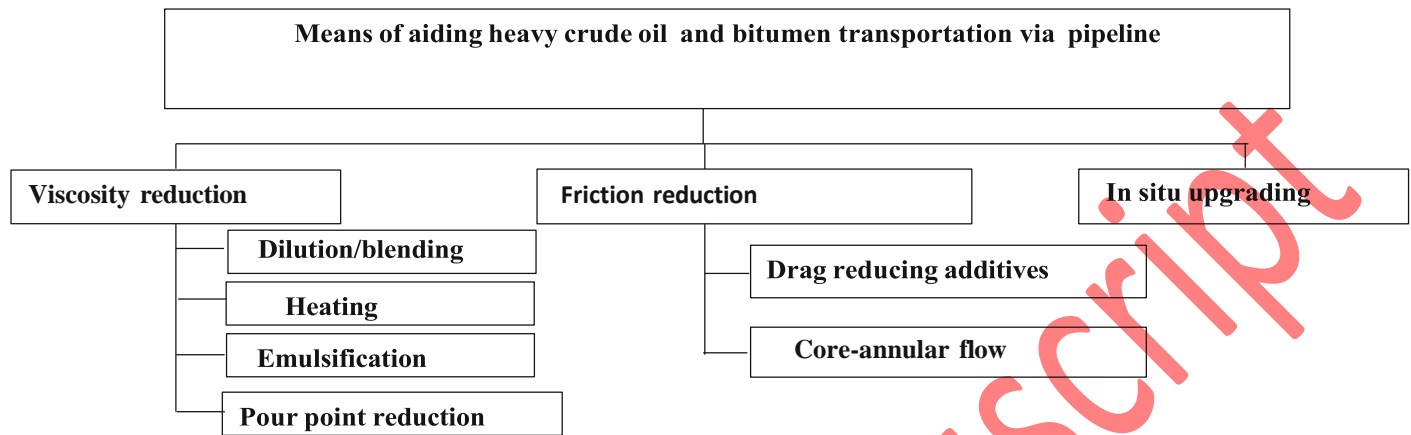 Means of aiding heavy crude oil and bitumen transportation via pipeline
Viscosity reduction
Friction reduction
In situ upgrading
Dilution/blending
Heating
Emulsification
Pour point reduction
Drag reducing additives
Core-annular flow
script